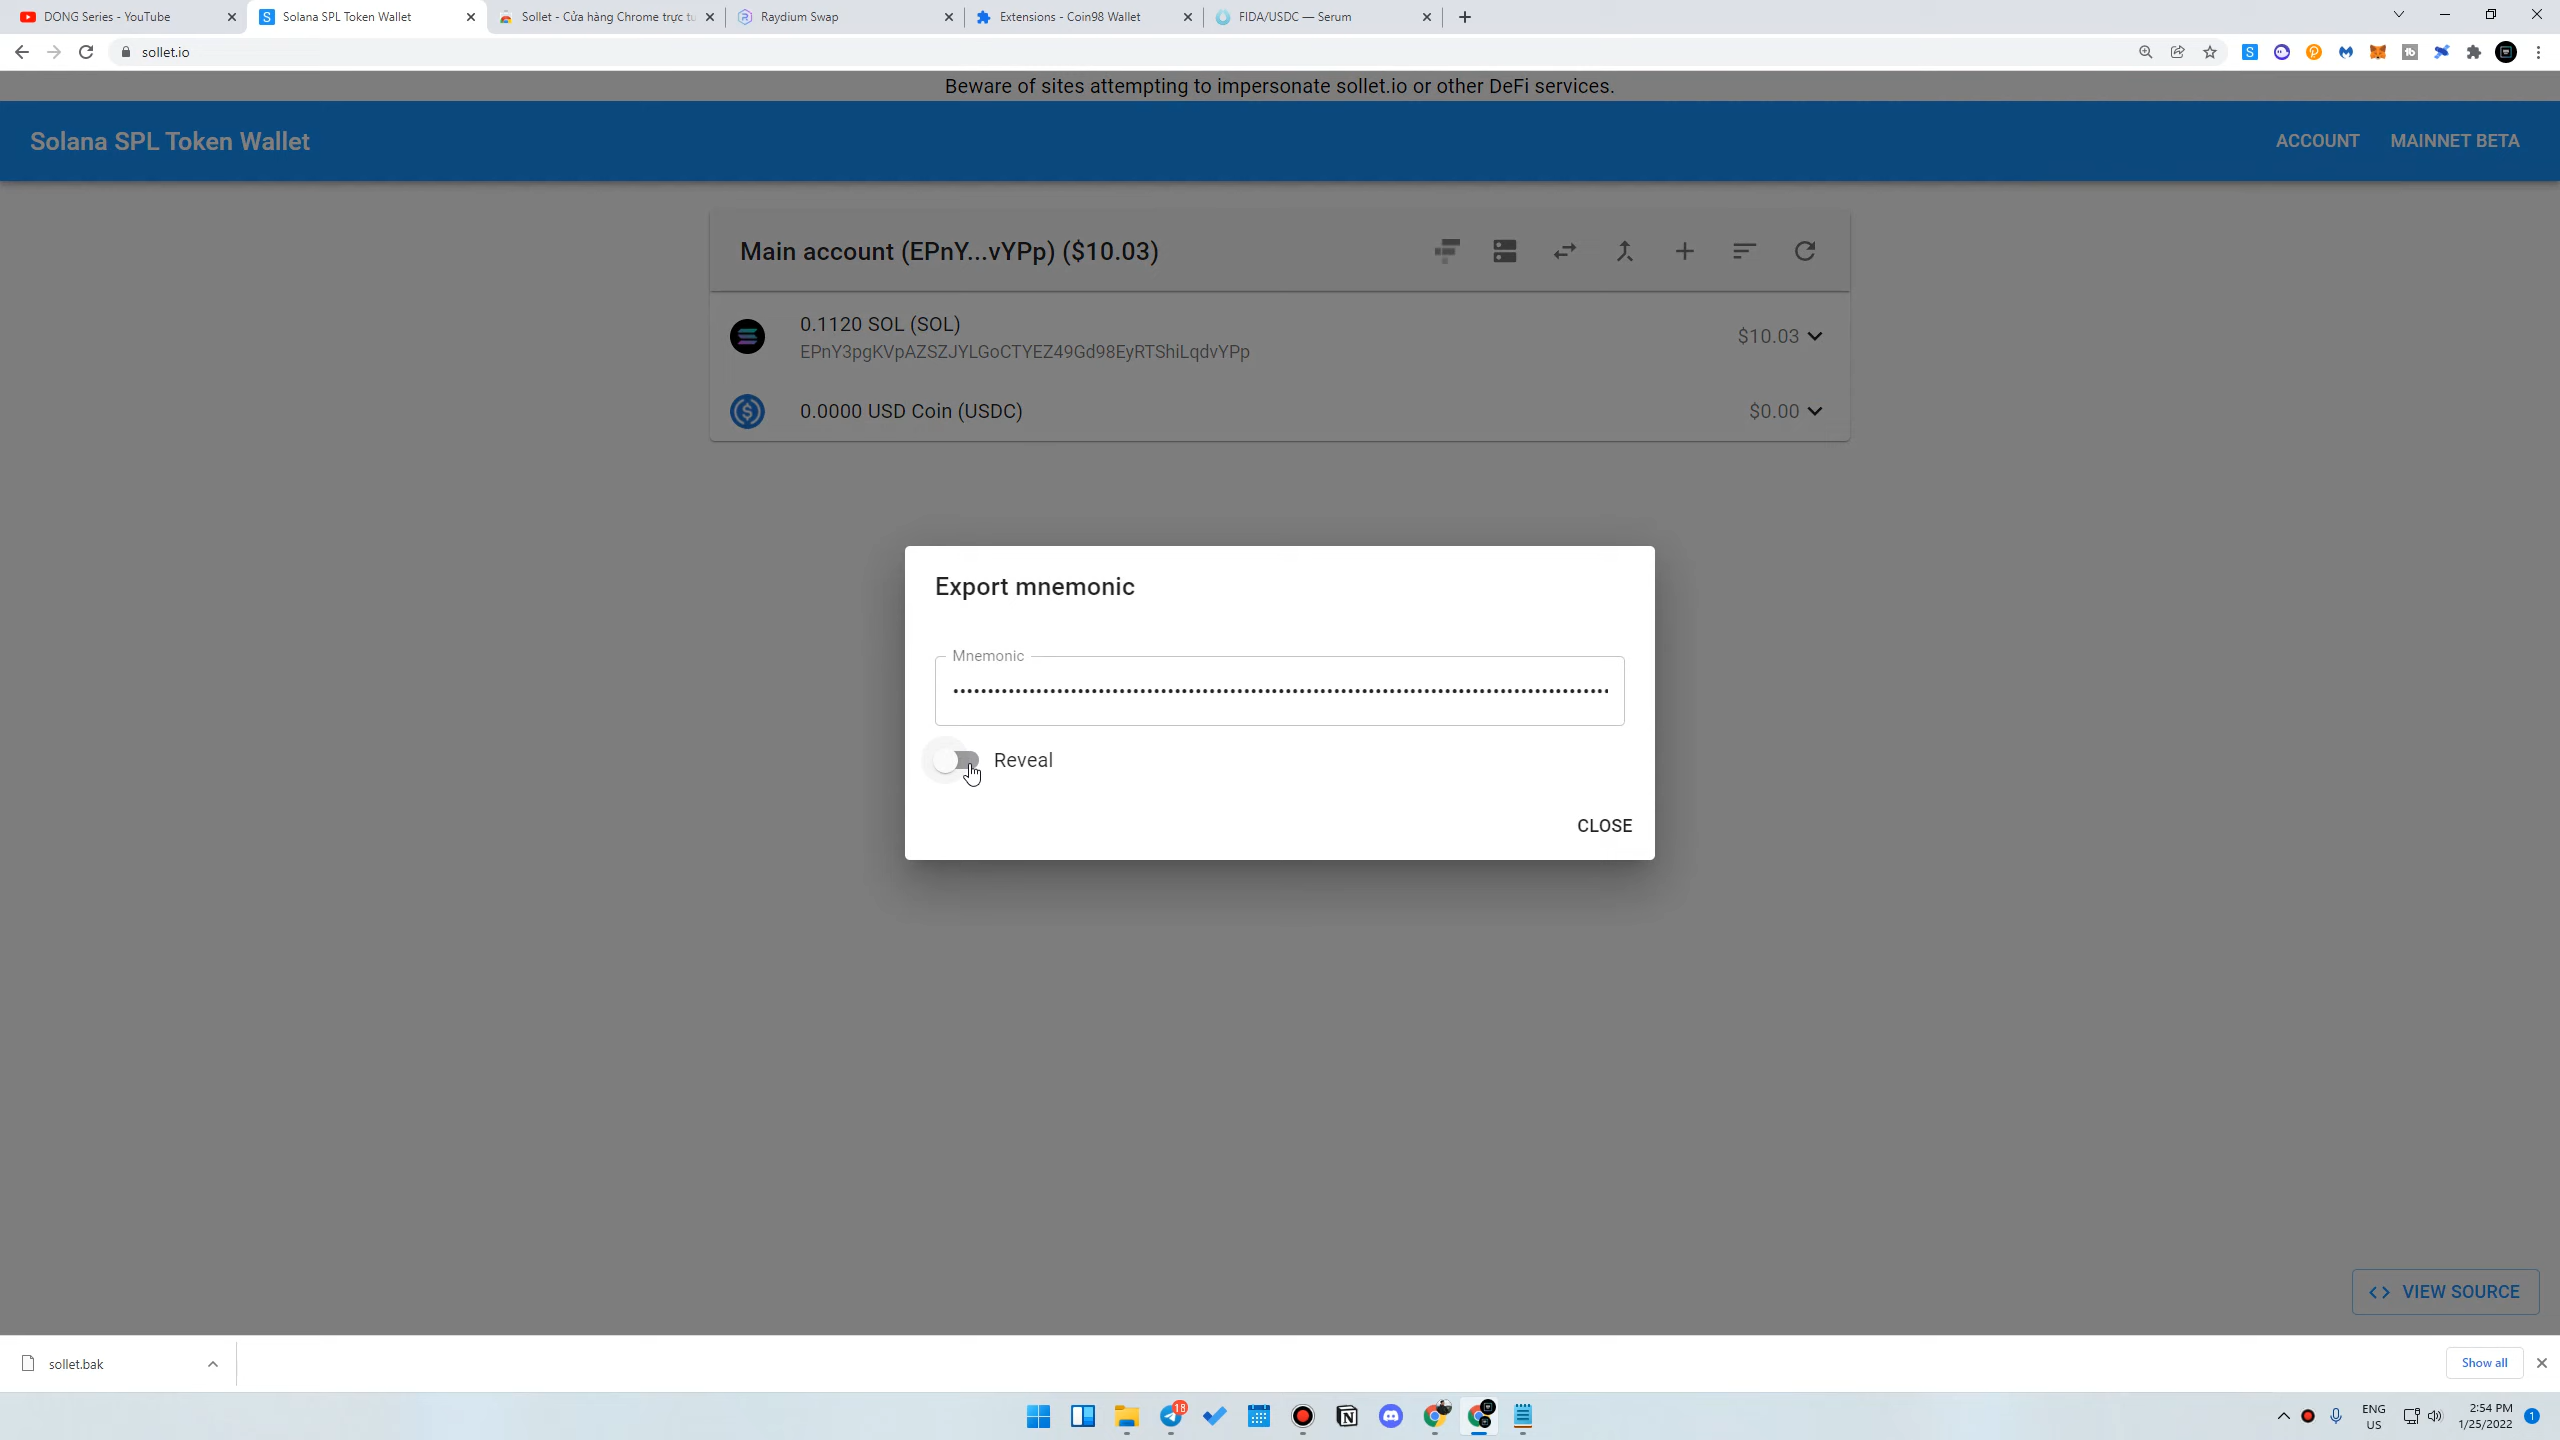 DONG Series - YouTube
Solana SPL Token Wallet
Sollet - Cửa hàng Chrome trực tu
Raydium Swap
Extensions - Coin98 Wallet
FIDA/USDC — Serum
sollet.io
Beware of sites attempting to impersonate sollet.io or other DeFi services.
Solana SPL Token Wallet
ACCOUNT
MAINNET BETA
Main account (EPnY...vYPp) ($10.03)
0.1120 SOL (SOL)
EPnY3pgKVpAZSZJYLGoCTYEZ49Gd98EyRTShiLqdvYPp
$10.03
0.0000 USD Coin (USDC)
$0.00
Export mnemonic
Mnemonic
Reveal
CLOSE
VIEW SOURCE
sollet.bak
Show all
18
ENG
US
2:54 PM
1/25/2022
1